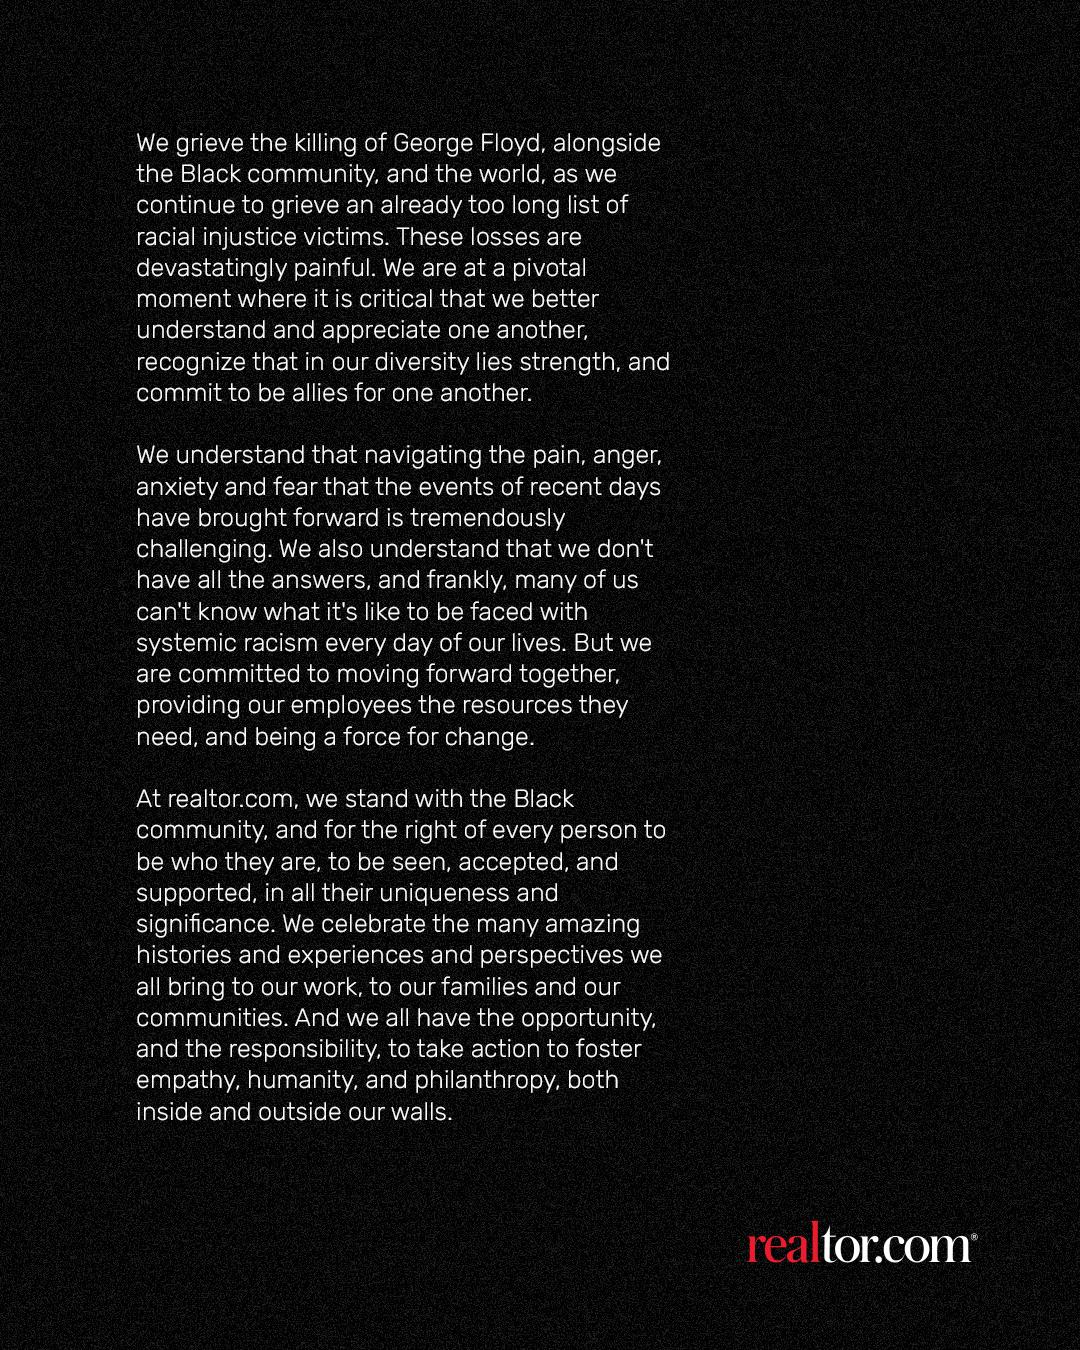 We grieve the killing of George Floyd, alongside
the Black community, and the world, as we
continue to grieve an already too long list of
racial injustice victims. These losses are
devastatingly painful. We are at a pivotal
moment where it is critical that we better
understand and appreciate one another,
recognize that in our diversity lies strength, and
commit to be allies for one another.
We understand that navigating the pain, anger,
anxiety and fear that the events of recent days
have brought forward is tremendously
challenging. We also understand that we don't
have all the answers, and frankly, many of us
can't know what it's like to be faced with
systemic racism every day of our lives. But we
are committed to moving forward together,
providing our employees the resources they
need, and being a force for change.
At realtor.com, we stand with the Black
community, and for the right of every person to
be who they are, to be seen, accepted, and
supported, in all their uniqueness and
significance. We celebrate the many amazing
histories and experiences and perspectives we
all bring to our work, to our families and our
communities. And we all have the opportunity,
and the responsibility, to take action to foster
empathy, humanity, and philanthropy, both
inside and outside our walls.
realtor.com®